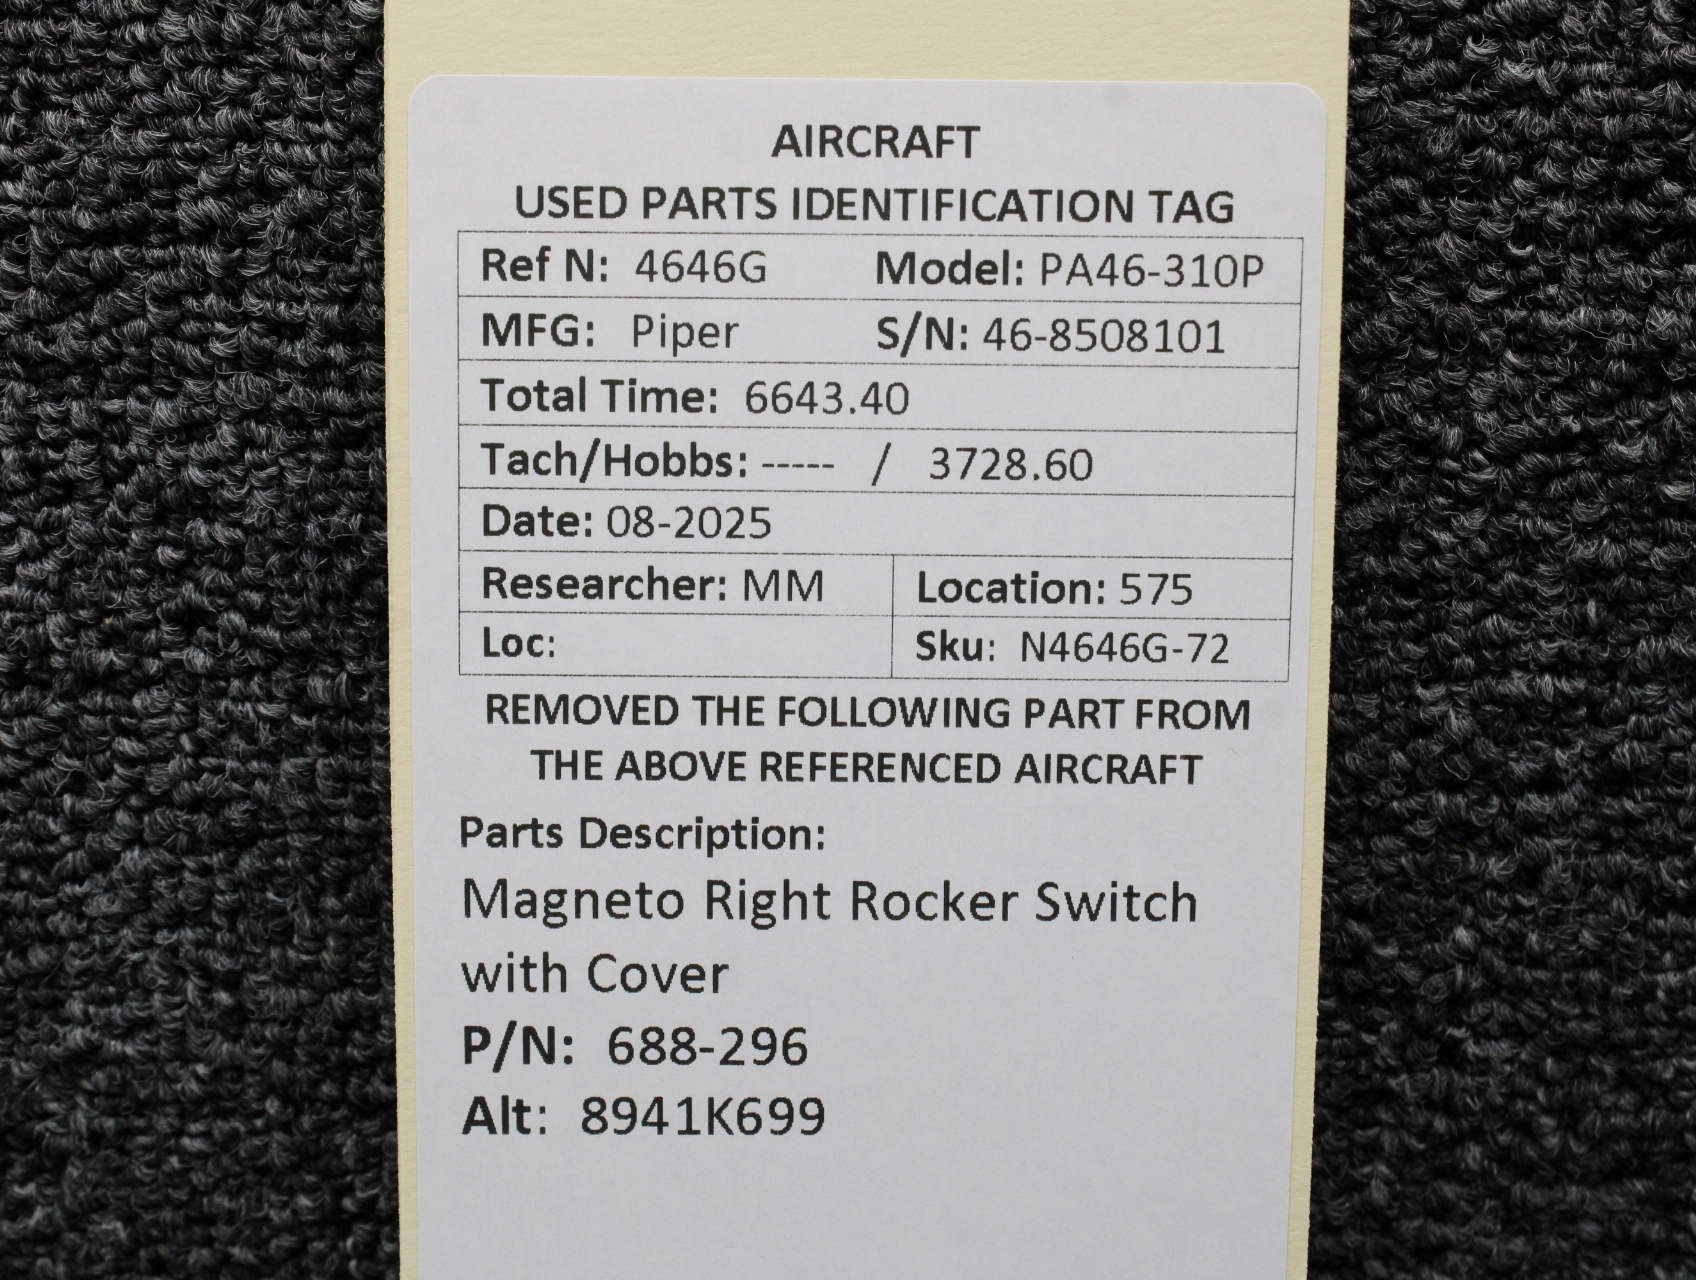 AIRCRAFT
USED PARTS IDENTIFICATION TAG
Ref N: 4646G Model: PA46-310P
MFG: Piper S/N: 46-8508101
Total Time: 6643.40
Tach/Hobbs: ----- / 3728.60
Date: 08-2025
Researcher: MM Location: 575
Loc: Sku: N4646G-72
REMOVED THE FOLLOWING PART FROM
THE ABOVE REFERENCED AIRCRAFT
Parts Description:
Magneto Right Rocker Switch
with Cover
P/N: 688-296
Alt: 8941K699